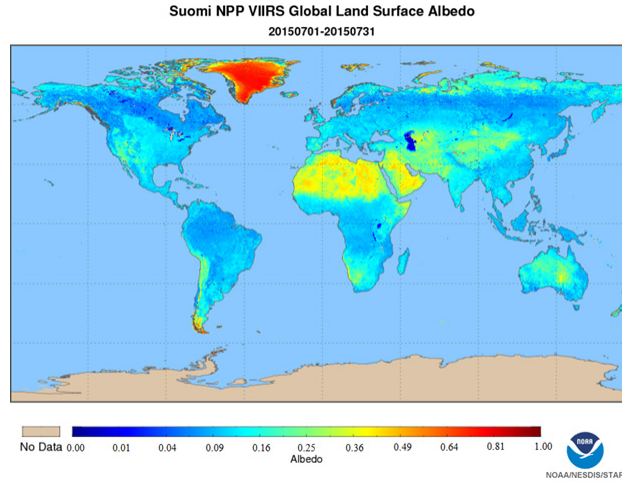 Suomi NPP VIIRS Global Land Surface Albedo
20150701-20150731
No Data 0.00 0.01 0.04 0.09 0.16 0.25 0.36 0.49 0.64 0.81 1.00
Albedo
NOAA
NOAA/NESDIS/STAR